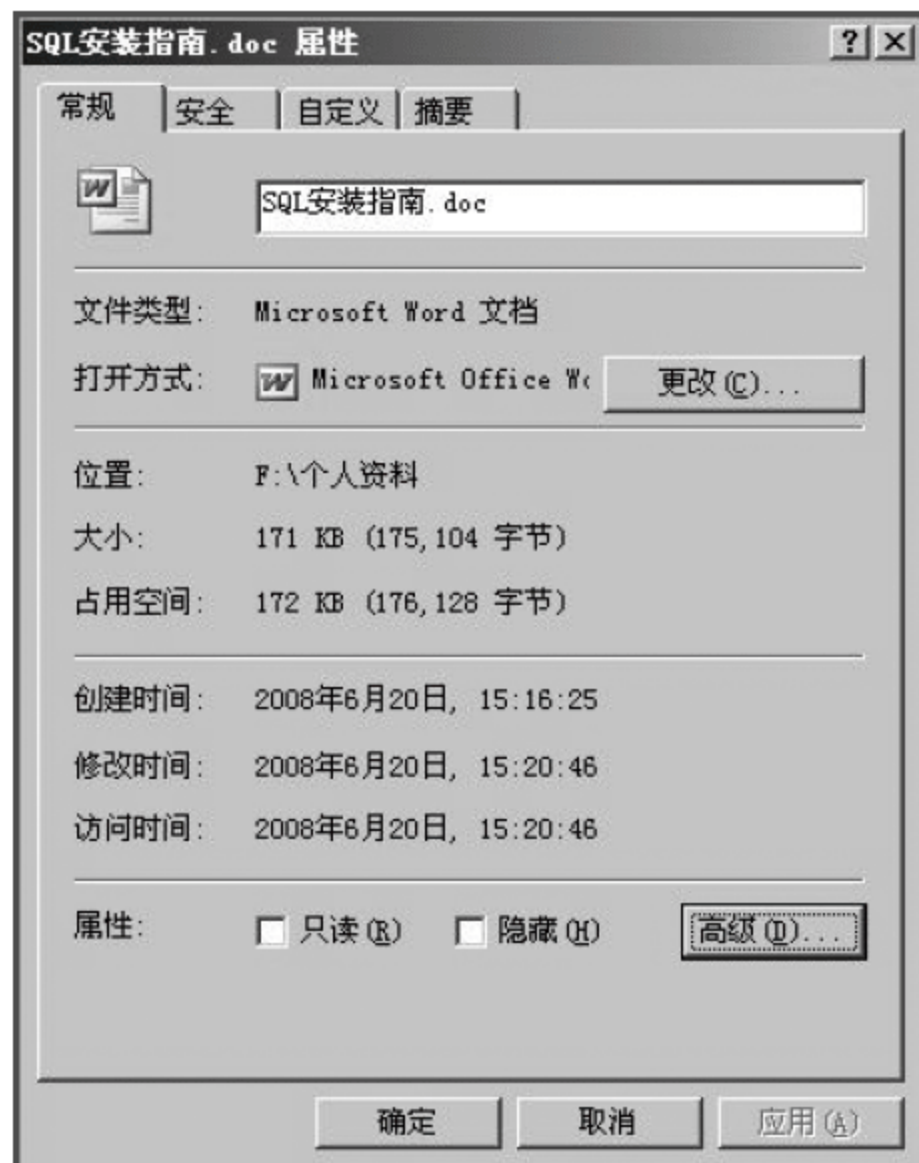 SQL安装指南.doc 属性
常规 安全 自定义 摘要
SQL安装指南.doc
文件类型: Microsoft Word 文档
打开方式: Microsoft Office Wo 更改(C)...
位置: F:\个人资料
大小: 171 KB (175,104 字节)
占用空间: 172 KB (176,128 字节)
创建时间: 2008年6月20日, 15:16:25
修改时间: 2008年6月20日, 15:20:46
访问时间: 2008年6月20日, 15:20:46
属性: 只读(R) 隐藏(H) 高级(D)...
确定 取消 应用(A)